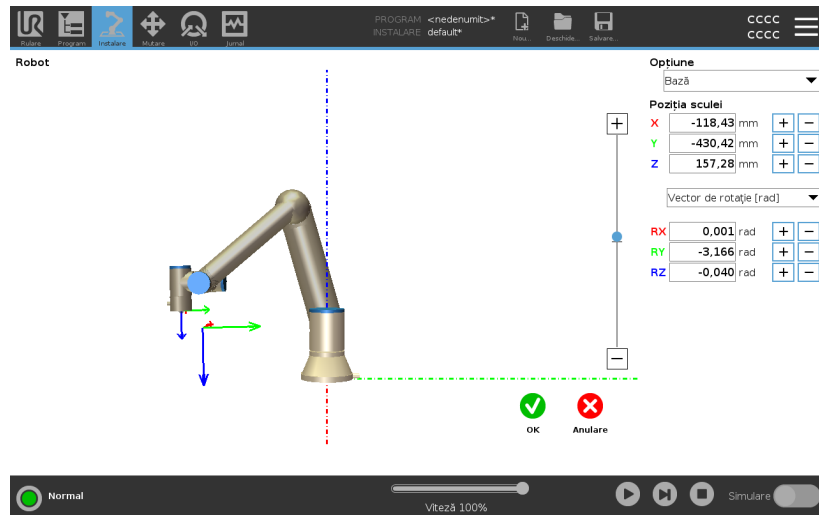 UR
Rulare
Program
Instalare
Mutare
I/O
Jurnal
PROGRAM <nedenumit>*
INSTALARE default*
Nou...
Deschide...
Salvare...
CCCC
CCCC
Robot
Opțiune
Bază
Poziția sculei
X -118,43 mm + −
Y -430,42 mm + −
Z 157,28 mm + −
Vector de rotație [rad]
RX 0,001 rad + −
RY -3,166 rad + −
RZ -0,040 rad + −
+
−
OK
Anulare
Normal
Viteză 100%
Simulare